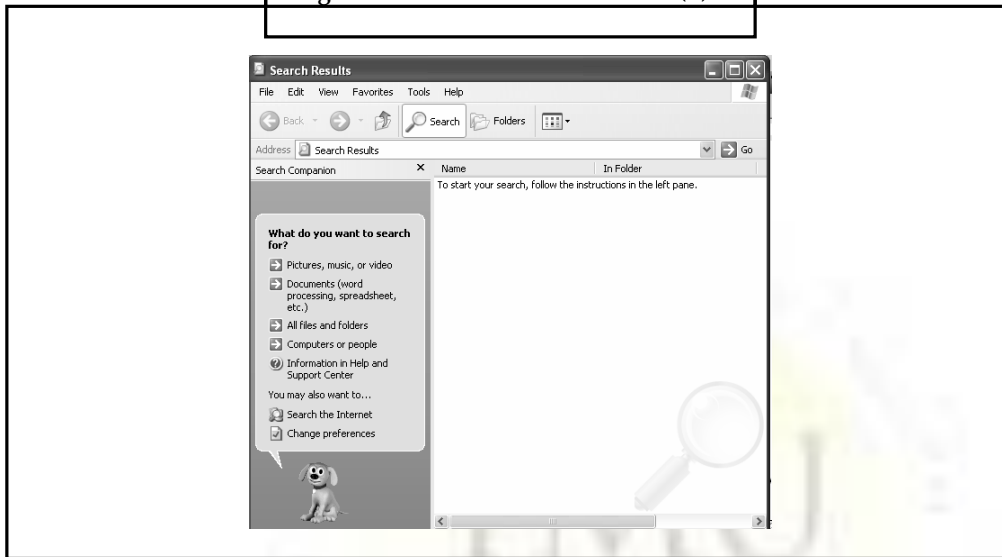 Search Results
File Edit View Favorites Tools Help
Back Search Folders
Address Search Results Go
Search Companion
Name In Folder
To start your search, follow the instructions in the left pane.
What do you want to search
for?
Pictures, music, or video
Documents (word
processing, spreadsheet,
etc.)
All files and folders
Computers or people
Information in Help and
Support Center
You may also want to...
Search the Internet
Change preferences